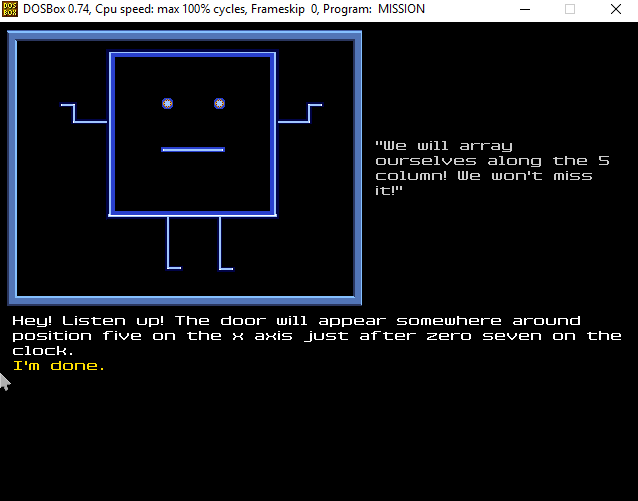 DOS
BOX
DOSBox 0.74, Cpu speed: max 100% cycles, Frameskip 0, Program: MISSION
"We will array
ourselves along the 5
column! We won't miss
it!"
Hey! Listen up! The door will appear somewhere around
position five on the x axis just after zero seven on the
clock.
I'm done.